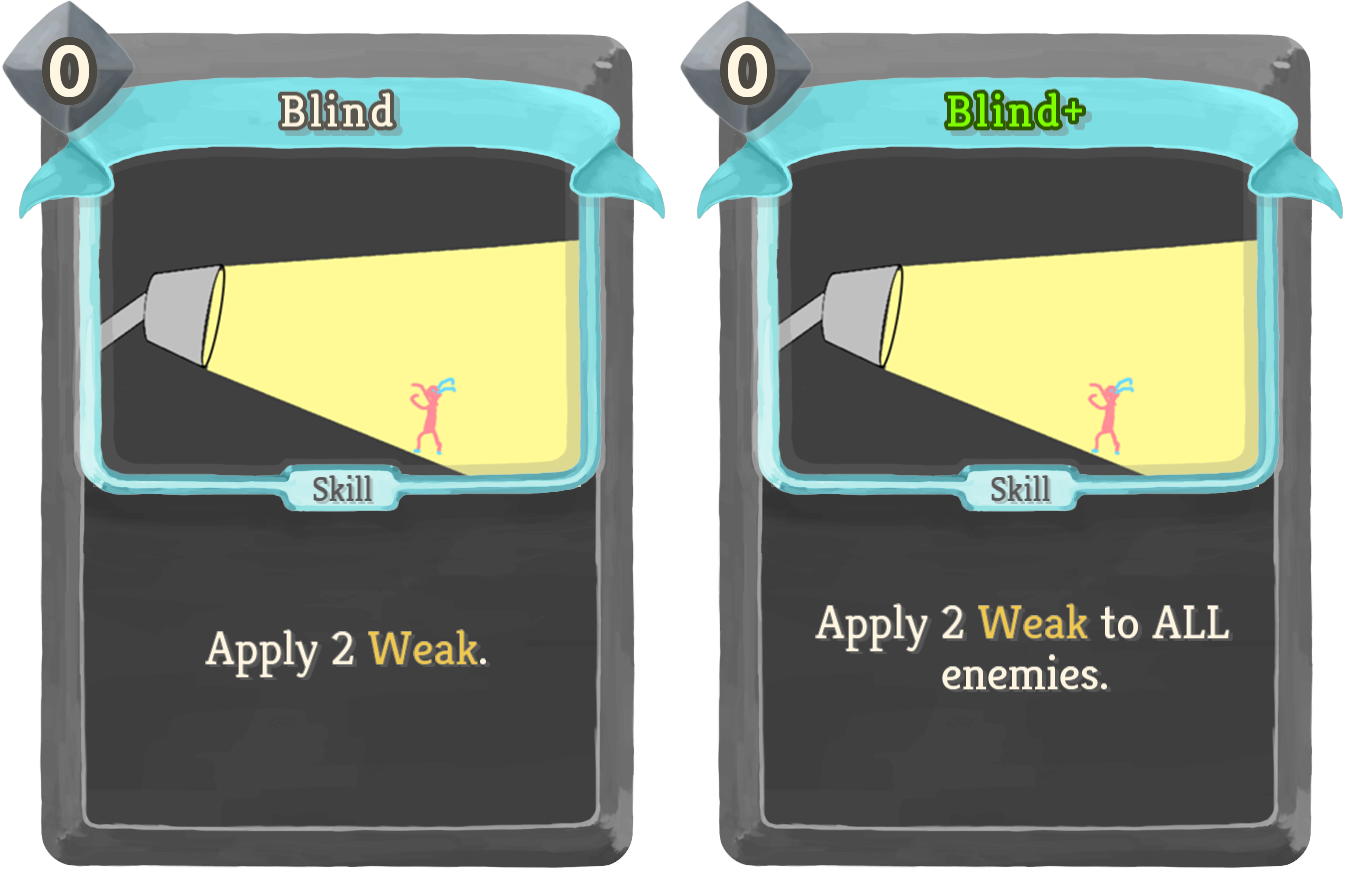 0
Blind
Skill
Apply 2 Weak.
0
Blind+
Skill
Apply 2 Weak to ALL
enemies.